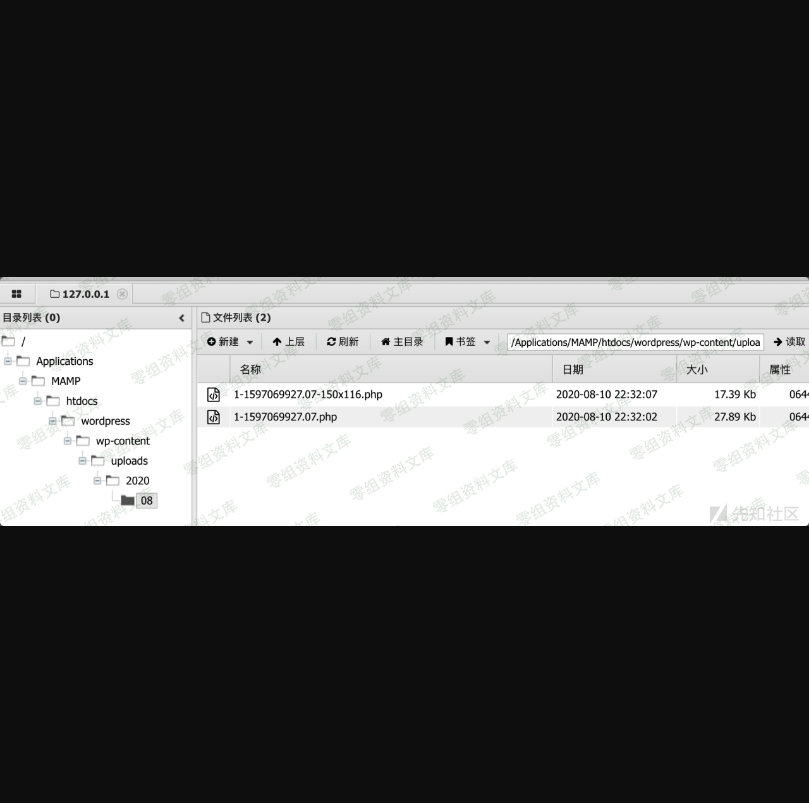 127.0.0.1
目录列表 (0)
文件列表 (2)
新建 上层 刷新 主目录 书签 /Applications/MAMP/htdocs/wordpress/wp-content/uploa 读取
/
Applications
MAMP
htdocs
wordpress
wp-content
uploads
2020
08
名称 日期 大小 属性
1-1597069927.07-150x116.php 2020-08-10 22:32:07 17.39 Kb 064
1-1597069927.07.php 2020-08-10 22:32:02 27.89 Kb 064
零组资料文库
先知社区